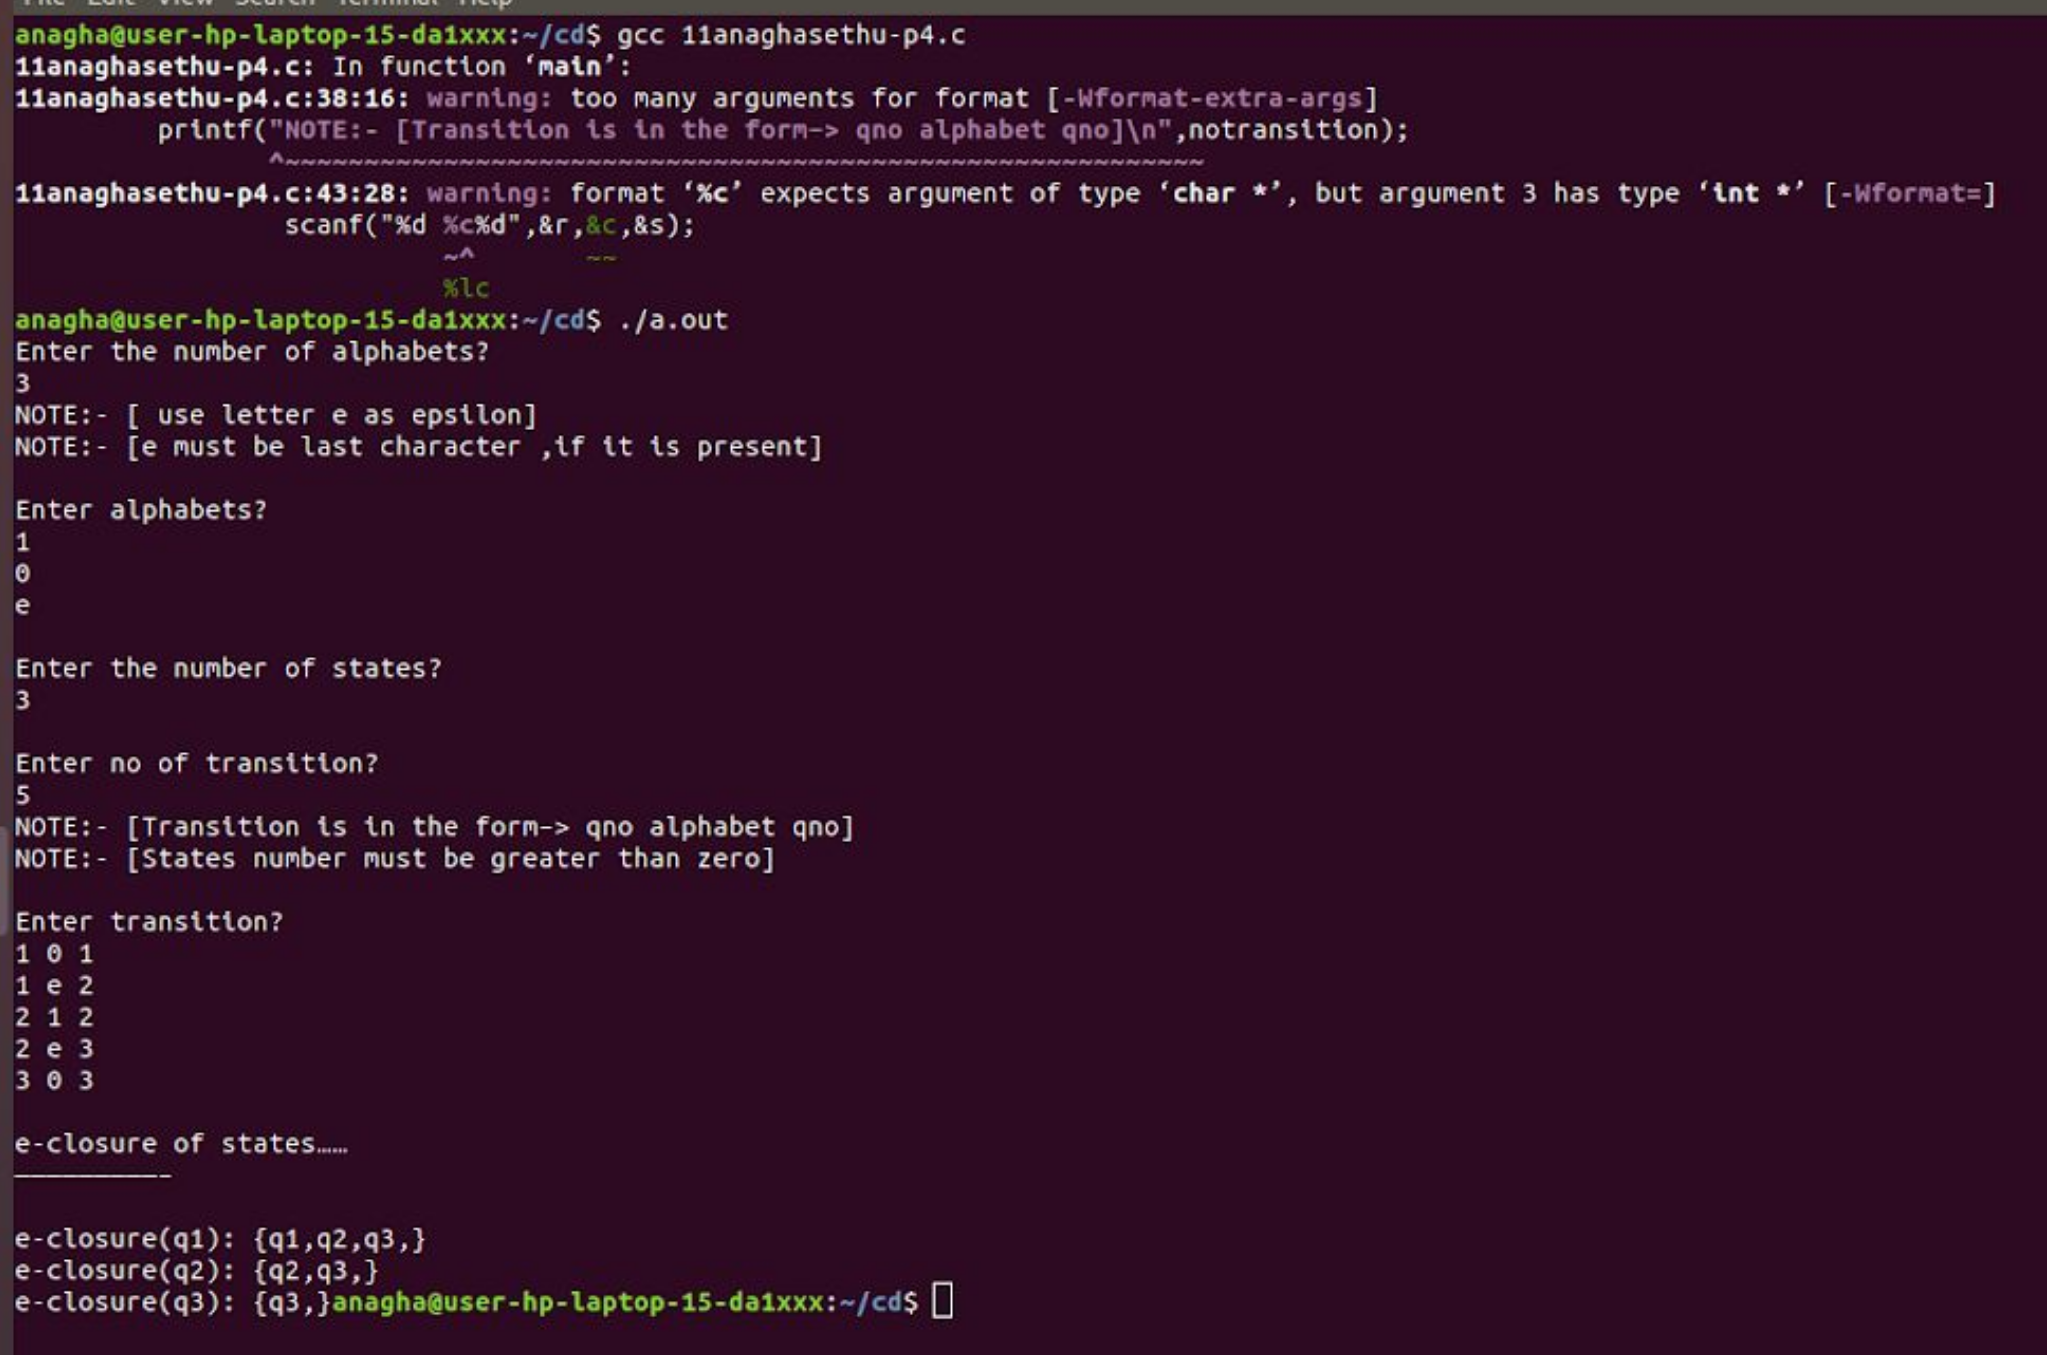 File Edit View Search Terminal Help
anagha@user-hp-laptop-15-da1xxx:~/cd$ gcc 11anaghasethu-p4.c
11anaghasethu-p4.c: In function ‘main’:
11anaghasethu-p4.c:38:16: warning: too many arguments for format [-Wformat-extra-args]
         printf("NOTE:- [Transition is in the form–> qno alphabet qno]\n",notransition);
                ^~~~~~~~~~~~~~~~~~~~~~~~~~~~~~~~~~~~~~~~~~~~~~~~~~~~~~~~~~~
11anaghasethu-p4.c:43:28: warning: format ‘%c’ expects argument of type ‘char *’, but argument 3 has type ‘int *’ [-Wformat=]
                 scanf("%d %c%d",&r,&c,&s);
                           ~^       ~~
                           %lc
anagha@user-hp-laptop-15-da1xxx:~/cd$ ./a.out
Enter the number of alphabets?
3
NOTE:- [ use letter e as epsilon]
NOTE:- [e must be last character ,if it is present]

Enter alphabets?
1
0
e

Enter the number of states?
3

Enter no of transition?
5
NOTE:- [Transition is in the form–> qno alphabet qno]
NOTE:- [States number must be greater than zero]

Enter transition?
1 0 1
1 e 2
2 1 2
2 e 3
3 0 3

e-closure of states……
—————————-

e-closure(q1): {q1,q2,q3,}
e-closure(q2): {q2,q3,}
e-closure(q3): {q3,}anagha@user-hp-laptop-15-da1xxx:~/cd$